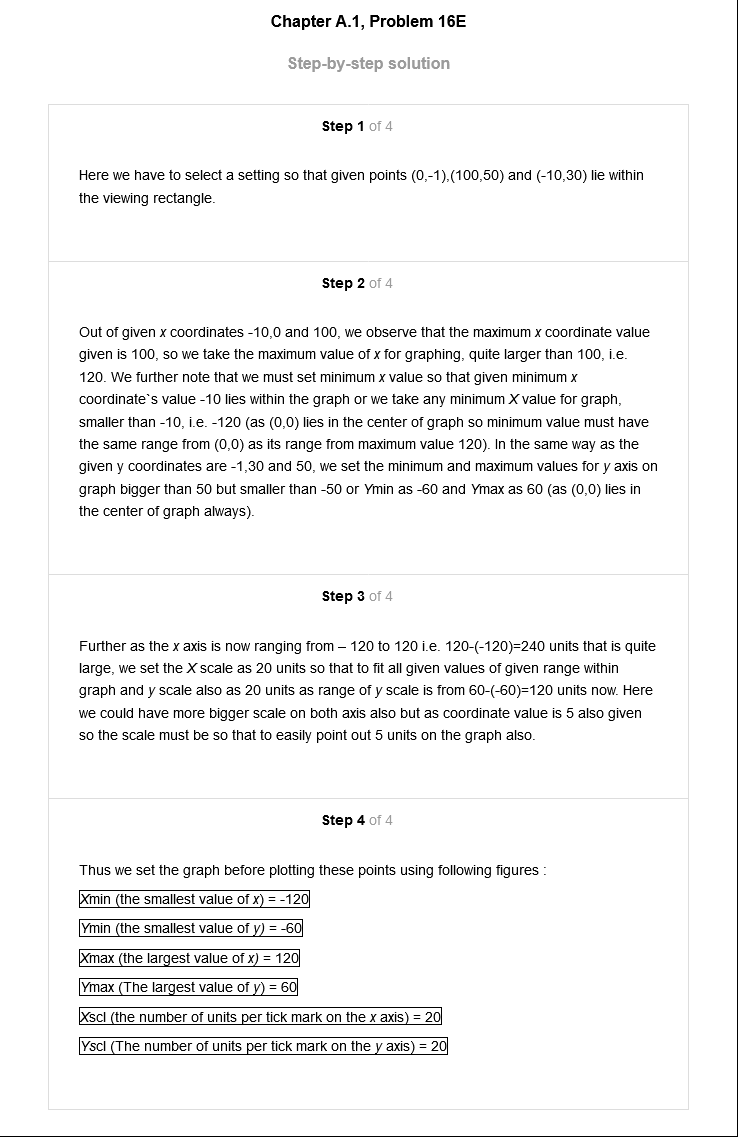 Chapter A.1, Problem 16E
Step-by-step solution
Step 1 of 4
Here we have to select a setting so that given points (0,-1),(100,50) and (-10,30) lie within
the viewing rectangle.
Step 2 of 4
Out of given x coordinates -10,0 and 100, we observe that the maximum x coordinate value
given is 100, so we take the maximum value of x for graphing, quite larger than 100, i.e.
120. We further note that we must set minimum x value so that given minimum x
coordinate`s value -10 lies within the graph or we take any minimum X value for graph,
smaller than -10, i.e. -120 (as (0,0) lies in the center of graph so minimum value must have
the same range from (0,0) as its range from maximum value 120). In the same way as the
given y coordinates are -1,30 and 50, we set the minimum and maximum values for y axis on
graph bigger than 50 but smaller than -50 or Ymin as -60 and Ymax as 60 (as (0,0) lies in
the center of graph always).
Step 3 of 4
Further as the x axis is now ranging from – 120 to 120 i.e. 120-(-120)=240 units that is quite
large, we set the X scale as 20 units so that to fit all given values of given range within
graph and y scale also as 20 units as range of y scale is from 60-(-60)=120 units now. Here
we could have more bigger scale on both axis also but as coordinate value is 5 also given
so the scale must be so that to easily point out 5 units on the graph also.
Step 4 of 4
Thus we set the graph before plotting these points using following figures :
Xmin (the smallest value of x) = -120
Ymin (the smallest value of y) = -60
Xmax (the largest value of x) = 120
Ymax (The largest value of y) = 60
Xscl (the number of units per tick mark on the x axis) = 20
Yscl (The number of units per tick mark on the y axis) = 20